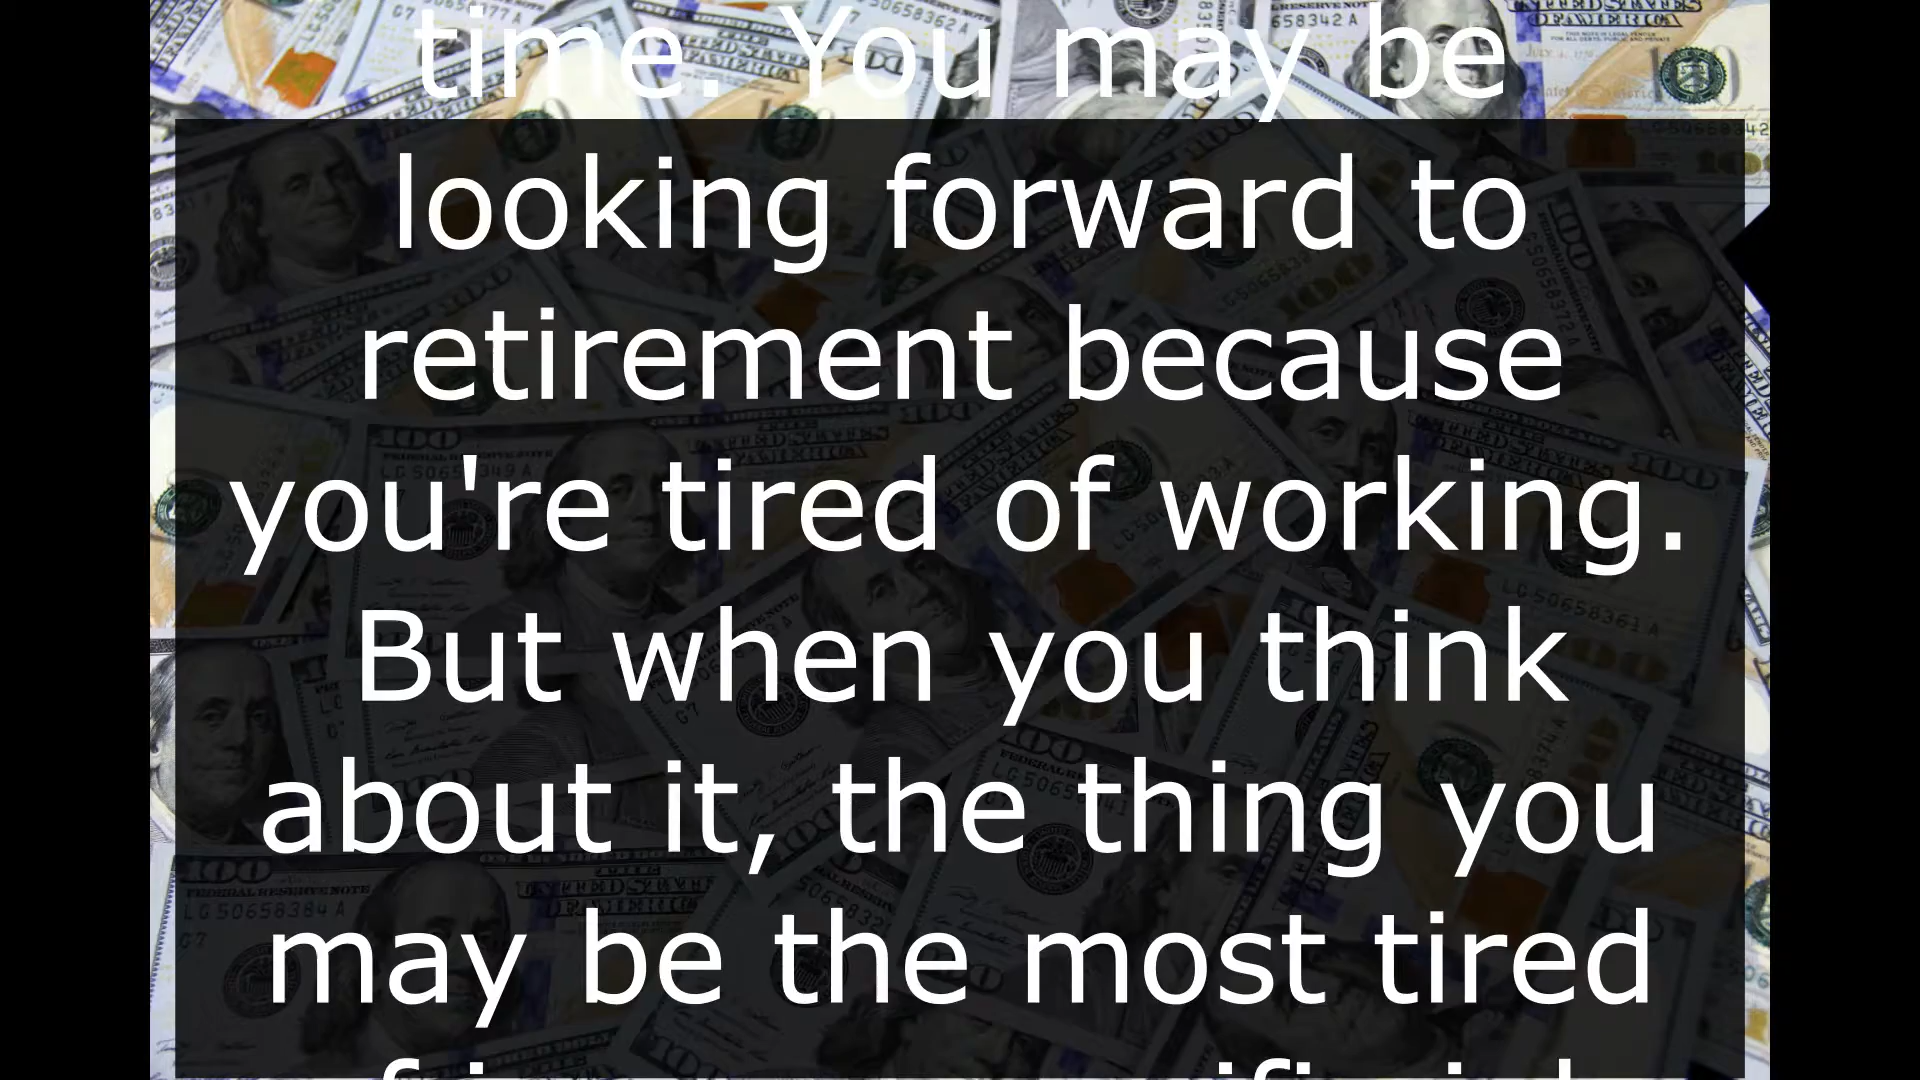 time. You may be
looking forward to
retirement because
you're tired of working.
But when you think
about it, the thing you
may be the most tired